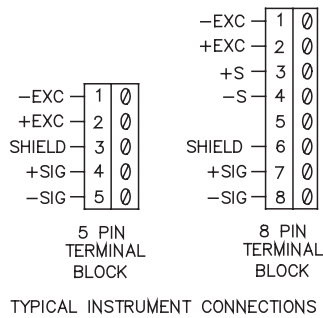 −EXC 1
+EXC 2
SHIELD 3
+SIG 4
−SIG 5
5 PIN
TERMINAL
BLOCK
−EXC 1
+EXC 2
+S 3
−S 4
5
SHIELD 6
+SIG 7
−SIG 8
8 PIN
TERMINAL
BLOCK
TYPICAL INSTRUMENT CONNECTIONS